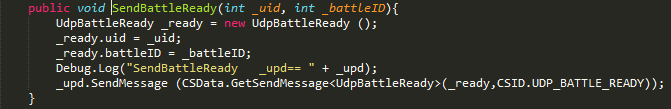 public void SendBattleReady(int _uid, int _battleID){
UdpBattleReady _ready = new UdpBattleReady ();
_ready.uid = _uid;
_ready.battleID = _battleID;
Debug.Log("SendBattleReady   _upd== " + _upd);
_upd.SendMessage (CSData.GetSendMessage<UdpBattleReady>(_ready,CSID.UDP_BATTLE_READY));
}